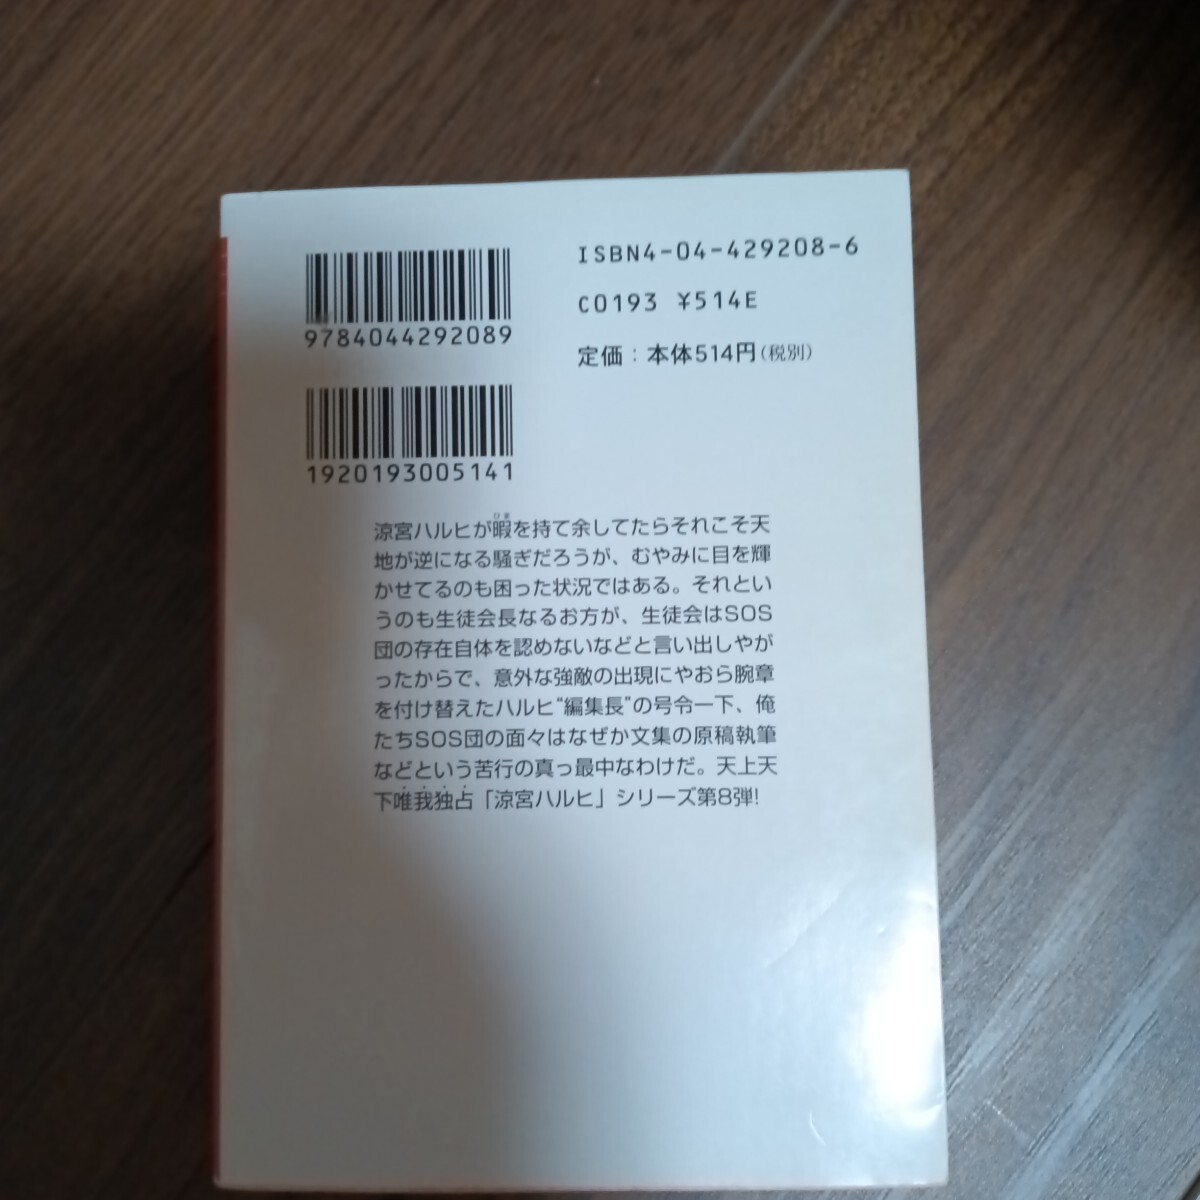 9784044292089
ISBN4-04-429208-6
C0193 ¥514E
定価：本体514円(税別)
1920193005141
涼宮ハルヒが暇を持て余してたらそれこそ天
地が逆になる騒ぎだろうが、むやみに目を輝
かせてるのも困った状況ではある。それとい
うのも生徒会長なるお方が、生徒会はSOS
団の存在自体を認めないなどと言い出しやが
ったからで、意外な強敵の出現にやおら腕章
を付け替えたハルヒ“編集長”の号令一下、俺
たちSOS団の面々はなぜか文集の原稿執筆
などという苦行の真っ最中なわけだ。天上天
下唯我独占「涼宮ハルヒ」シリーズ第8弾!